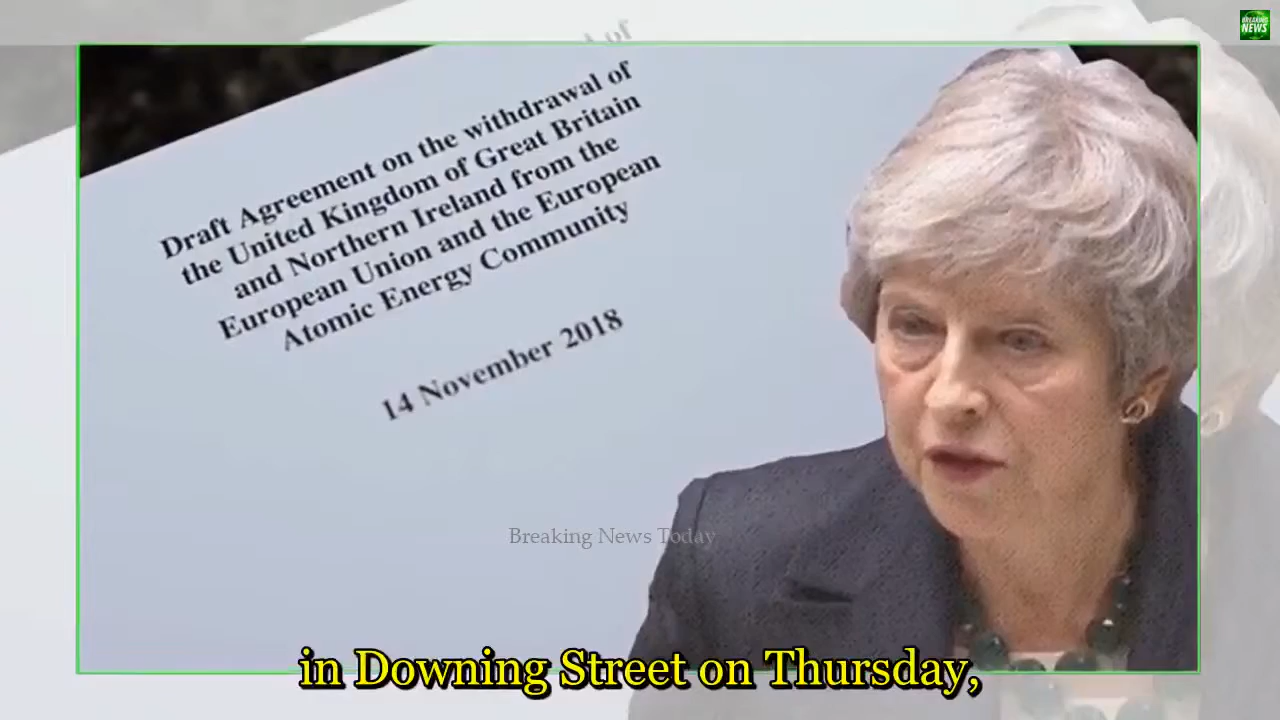 BREAKING
NEWS
of
Draft Agreement on the withdrawal of
the United Kingdom of Great Britain
and Northern Ireland from the
European Union and the European
Atomic Energy Community
14 November 2018
Breaking News Today
in Downing Street on Thursday,